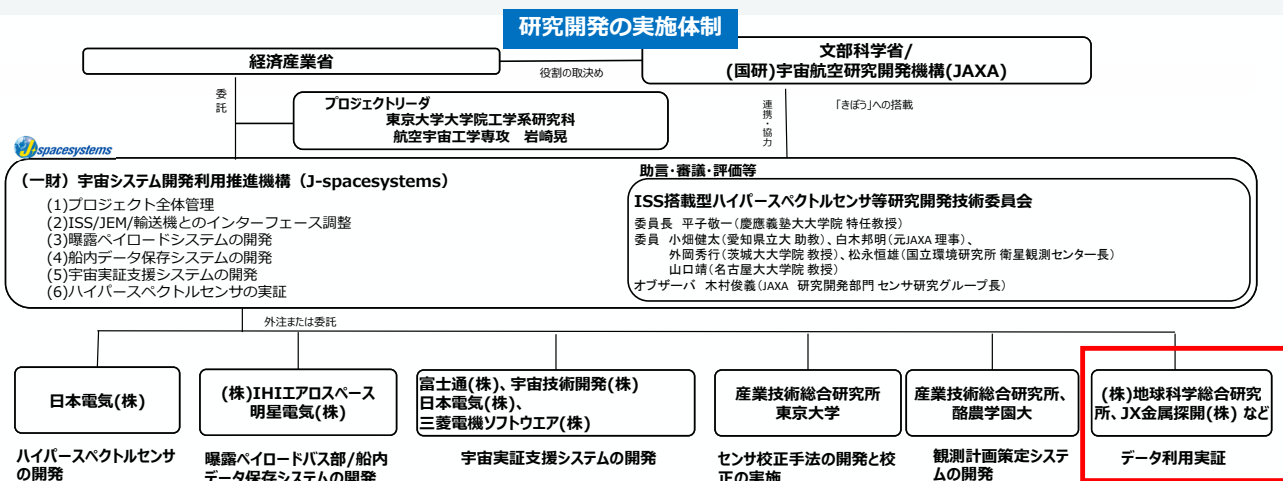 研究開発の実施体制
経済産業省
役割の取決め
文部科学省/
(国研)宇宙航空研究開発機構(JAXA)
委託
プロジェクトリーダ
東京大学大学院工学系研究科
航空宇宙工学専攻　岩崎晃
連携・協力
「きぼう」への搭載
J-spacesystems
（一財）宇宙システム開発利用推進機構（J-spacesystems）
(1)プロジェクト全体管理
(2)ISS/JEM/輸送機とのインターフェース調整
(3)曝露ペイロードシステムの開発
(4)船内データ保存システムの開発
(5)宇宙実証支援システムの開発
(6)ハイパースペクトルセンサの実証
助言・審議・評価等
ISS搭載型ハイパースペクトルセンサ等研究開発技術委員会
委員長　平子敬一（慶應義塾大大学院 特任教授）
委員　小畑健太（愛知県立大 助教）、白木邦明（元JAXA 理事）、
外岡秀行（茨城大大学院 教授）、松永恒雄（国立環境研究所 衛星観測センター長）
山口靖（名古屋大大学院 教授）
オブザーバ　木村俊義（JAXA　研究開発部門 センサ研究グループ長）
外注または委託
日本電気(株)
ハイパースペクトルセンサ
の開発
(株)IHIエアロスペース
明星電気(株)
曝露ペイロードバス部/船内
データ保存システムの開発
富士通(株)、宇宙技術開発(株)
日本電気(株)、
三菱電機ソフトウエア(株)
宇宙実証支援システムの開発
産業技術総合研究所
東京大学
センサ校正手法の開発と校
正の実施
産業技術総合研究所、
酪農学園大
観測計画策定システ
ムの開発
(株)地球科学総合研究
所、JX金属探開(株) など
データ利用実証